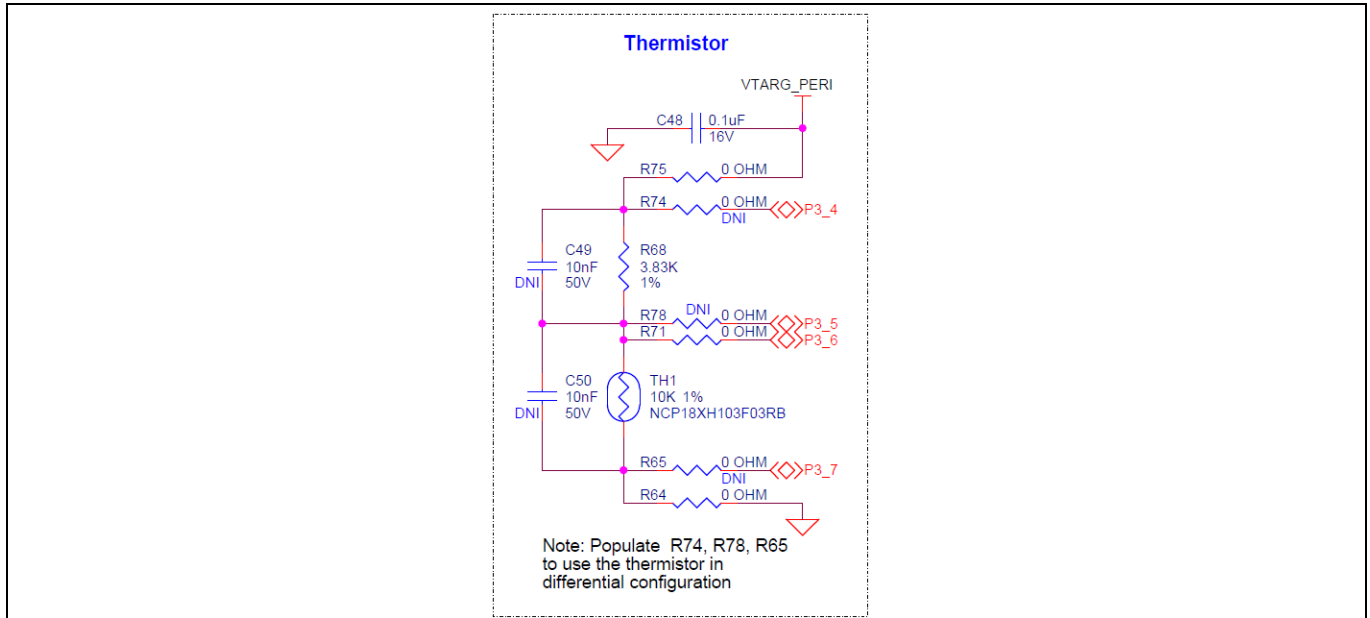 Thermistor
VTARG_PERI
C48 0.1uF
16V
R75 0 OHM
R74 0 OHM P3_4
DNI
C49 R68
10nF 3.83K
DNI 50V 1%
DNI
R78 0 OHM P3_5
R71 0 OHM P3_6
C50 TH1
10nF 10K 1%
DNI 50V NCP18XH103F03RB
R65 0 OHM P3_7
DNI
R64 0 OHM
Note: Populate R74, R78, R65
to use the thermistor in
differential configuration